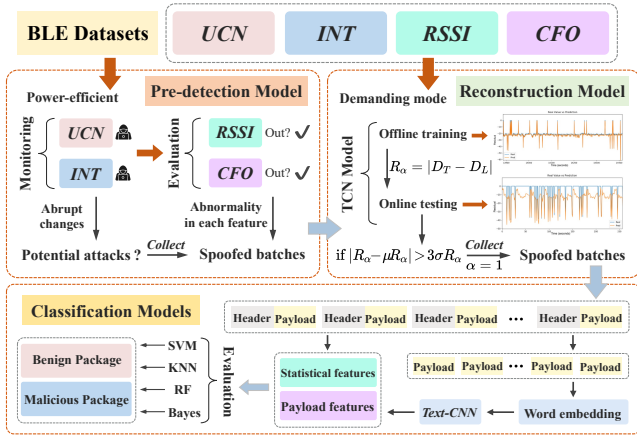 BLE Datasets
UCN
INT
RSSI
CFO
Pre-detection Model
Power-efficient
Monitoring
UCN
INT
Evaluation
RSSI
Out?
CFO
Out?
Abrupt
changes
Abnormality
in each feature
Potential attacks ?
Collect
Spoofed batches
Reconstruction Model
Demanding mode
TCN Model
Offline training
Rα = |D_T − D_L|
Online testing
if |Rα−μRα| > 3σRα
Collect
α = 1
Spoofed batches
Classification Models
Header Payload Header Payload Header Payload ••• Header Payload
Payload Payload ••• Payload Payload
Word embedding
Text-CNN
Statistical features
Payload features
Evaluation
SVM
KNN
RF
Bayes
Benign Package
Malicious Package